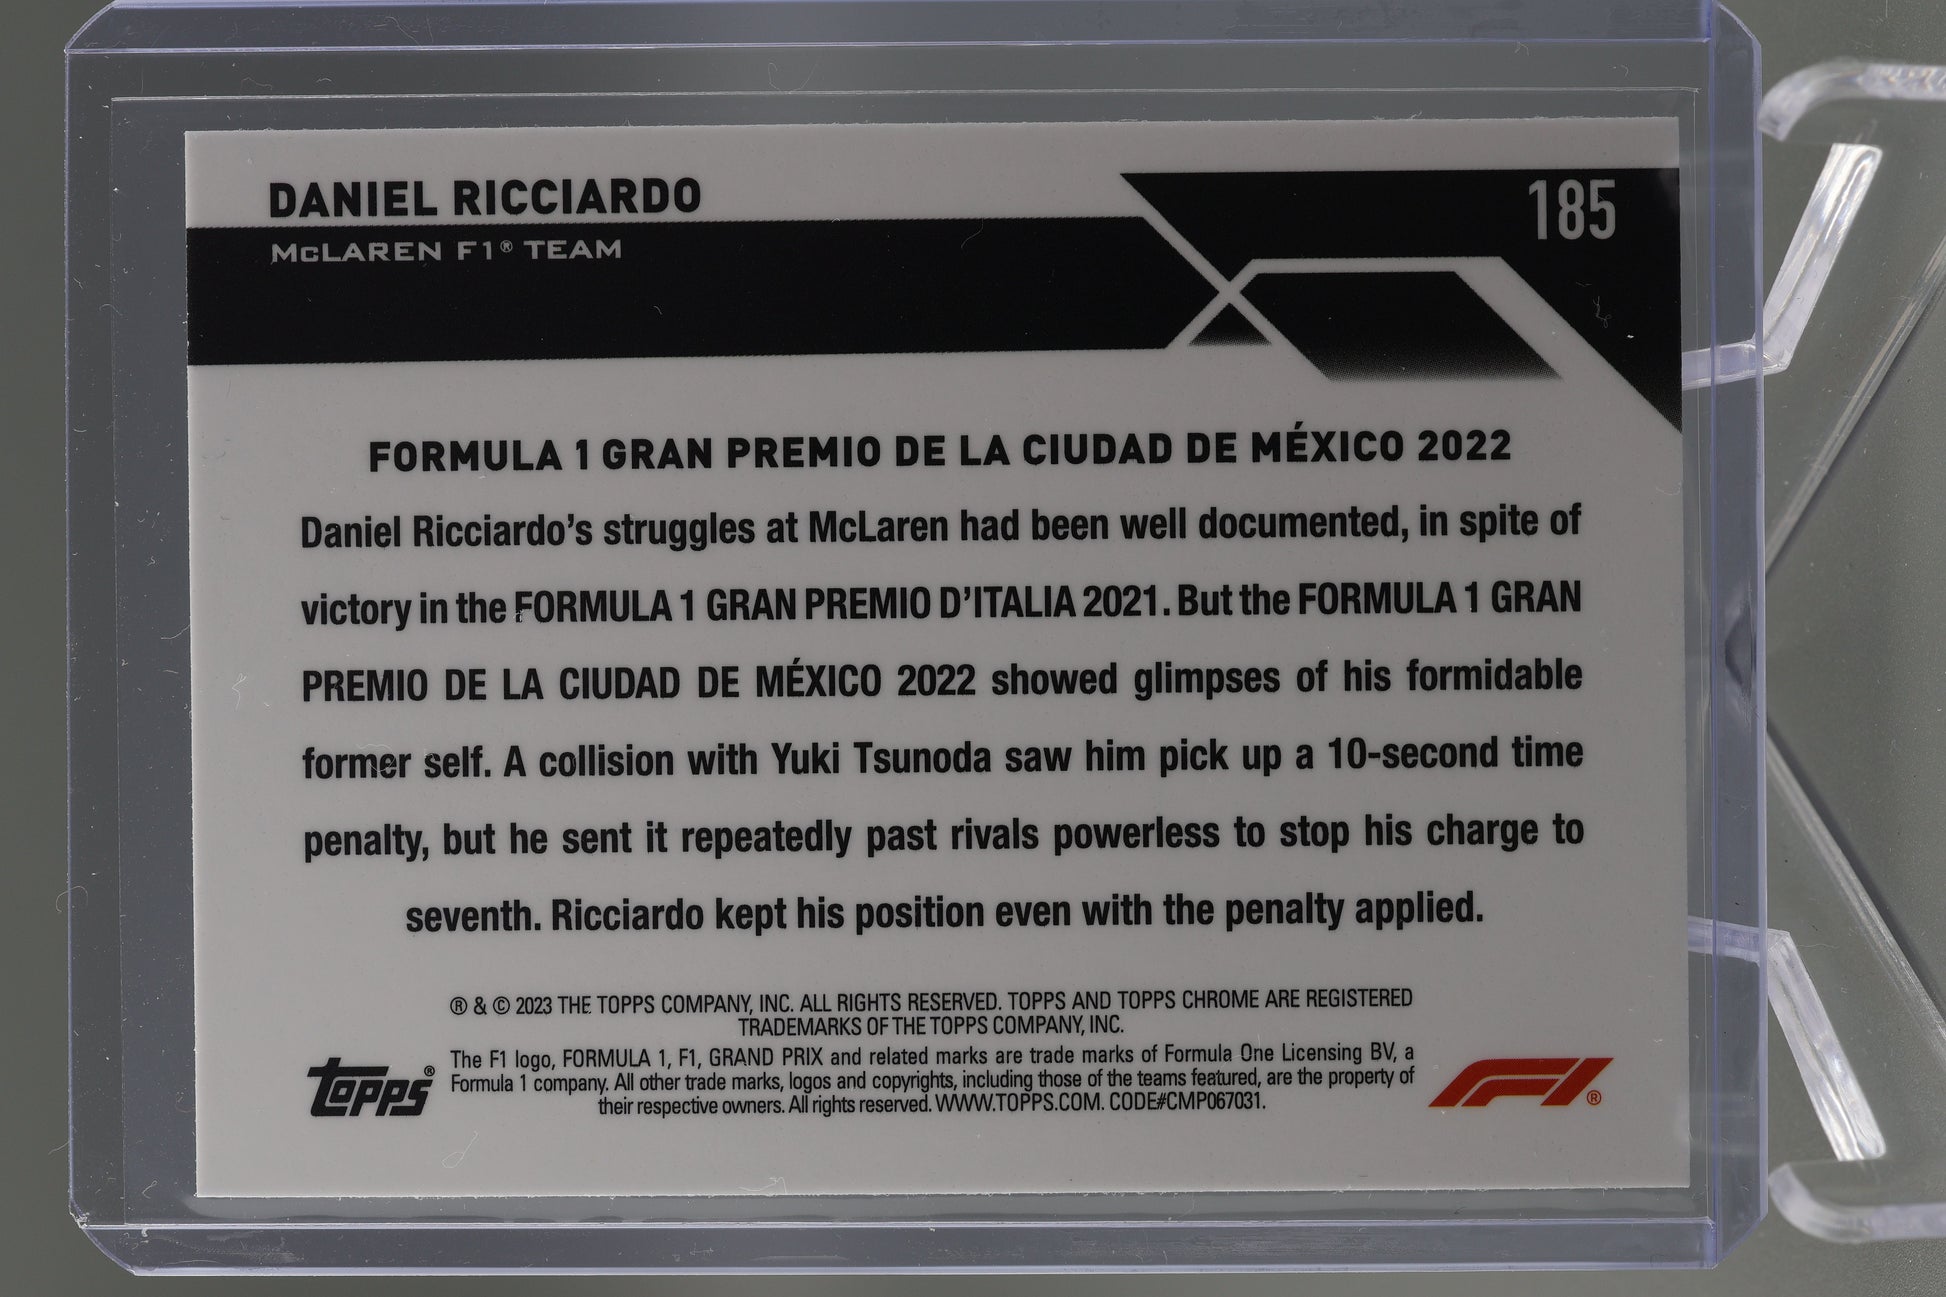 DANIEL RICCIARDO
185
McLAREN F1® TEAM
FORMULA 1 GRAN PREMIO DE LA CIUDAD DE MÉXICO 2022
Daniel Ricciardo's struggles at McLaren had been well documented, in spite of
victory in the FORMULA 1 GRAN PREMIO D'ITALIA 2021. But the FORMULA 1 GRAN
PREMIO DE LA CIUDAD DE MÉXICO 2022 showed glimpses of his formidable
former self. A collision with Yuki Tsunoda saw him pick up a 10-second time
penalty, but he sent it repeatedly past rivals powerless to stop his charge to
seventh. Ricciardo kept his position even with the penalty applied.
® & © 2023 THE TOPPS COMPANY, INC. ALL RIGHTS RESERVED. TOPPS AND TOPPS CHROME ARE REGISTERED
TRADEMARKS OF THE TOPPS COMPANY, INC.
The F1 logo, FORMULA 1, F1, GRAND PRIX and related marks are trade marks of Formula One Licensing BV, a
Formula 1 company. All other trade marks, logos and copyrights, including those of the teams featured, are the property of
their respective owners. All rights reserved. WWW.TOPPS.COM. CODE#CMP067031.
TOPPS®
F1®